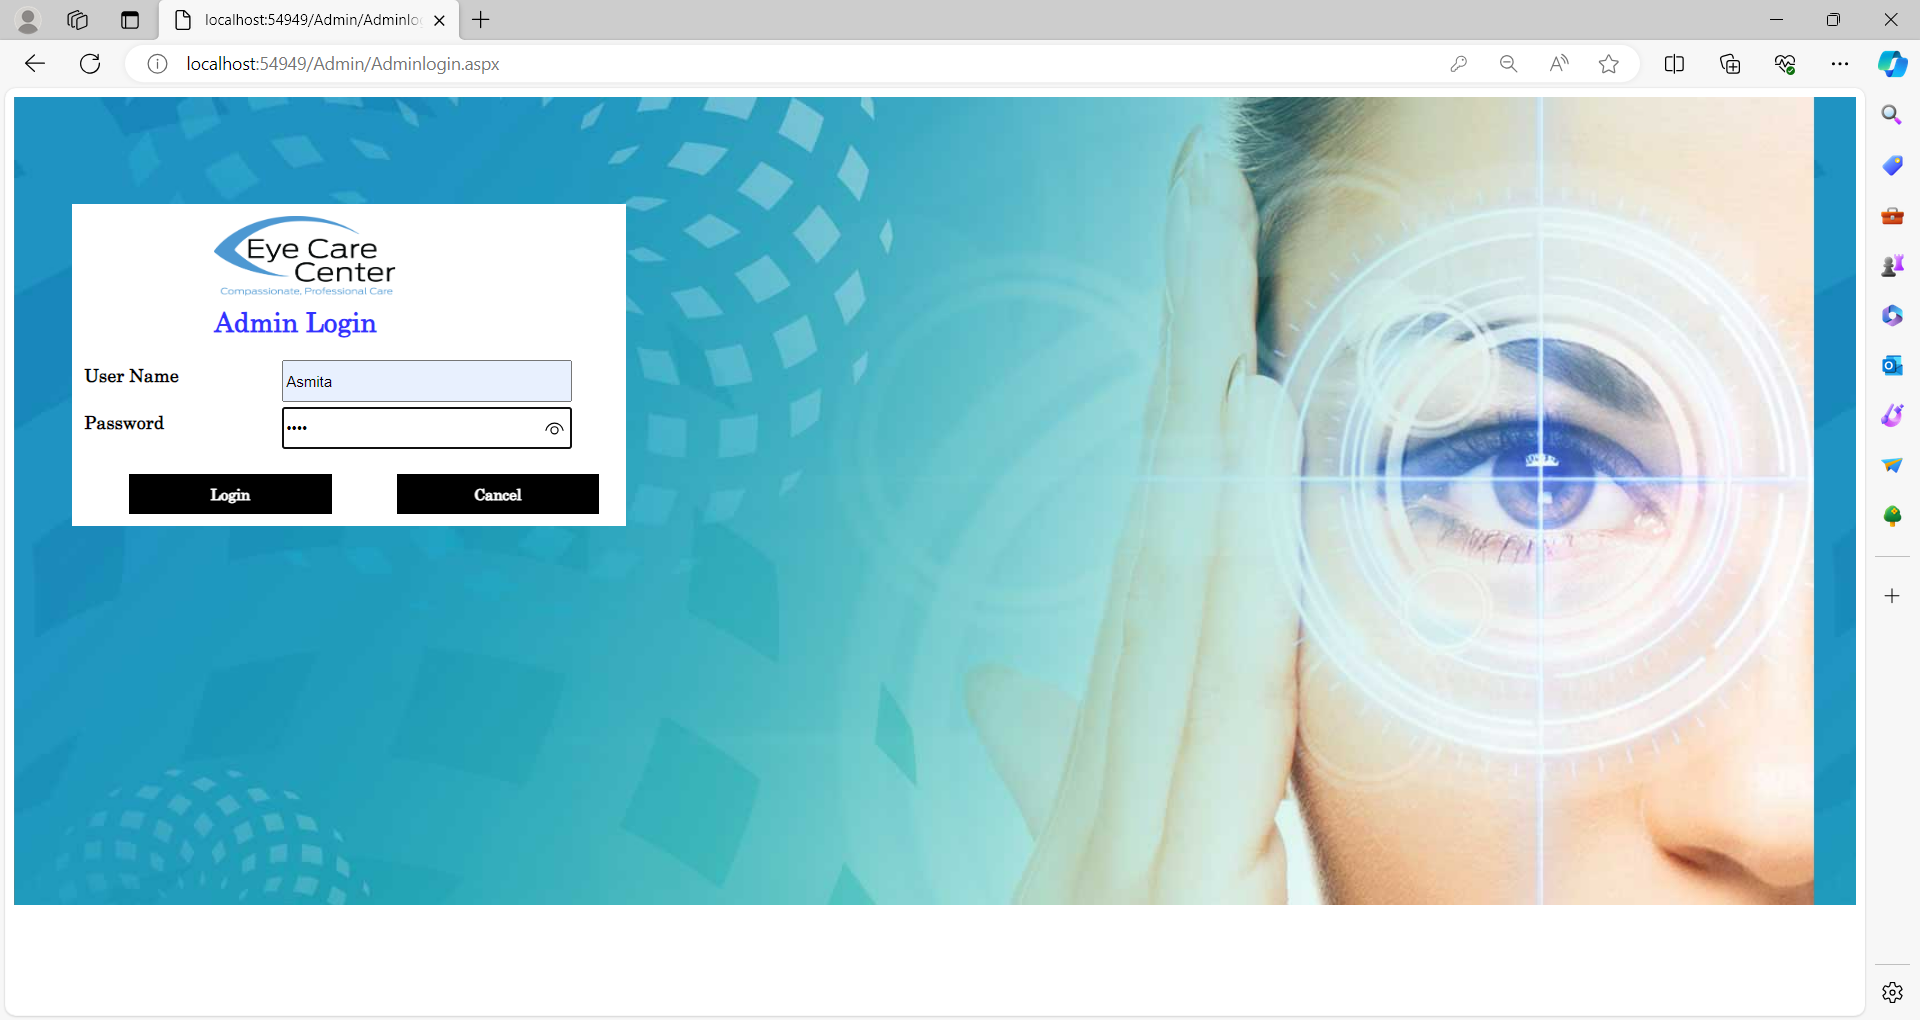 localhost:54949/Admin/Adminlo
localhost:54949/Admin/Adminlogin.aspx
Eye Care
Center
Compassionate, Professional Care
Admin Login
User Name
Asmita
Password
••••
Login
Cancel